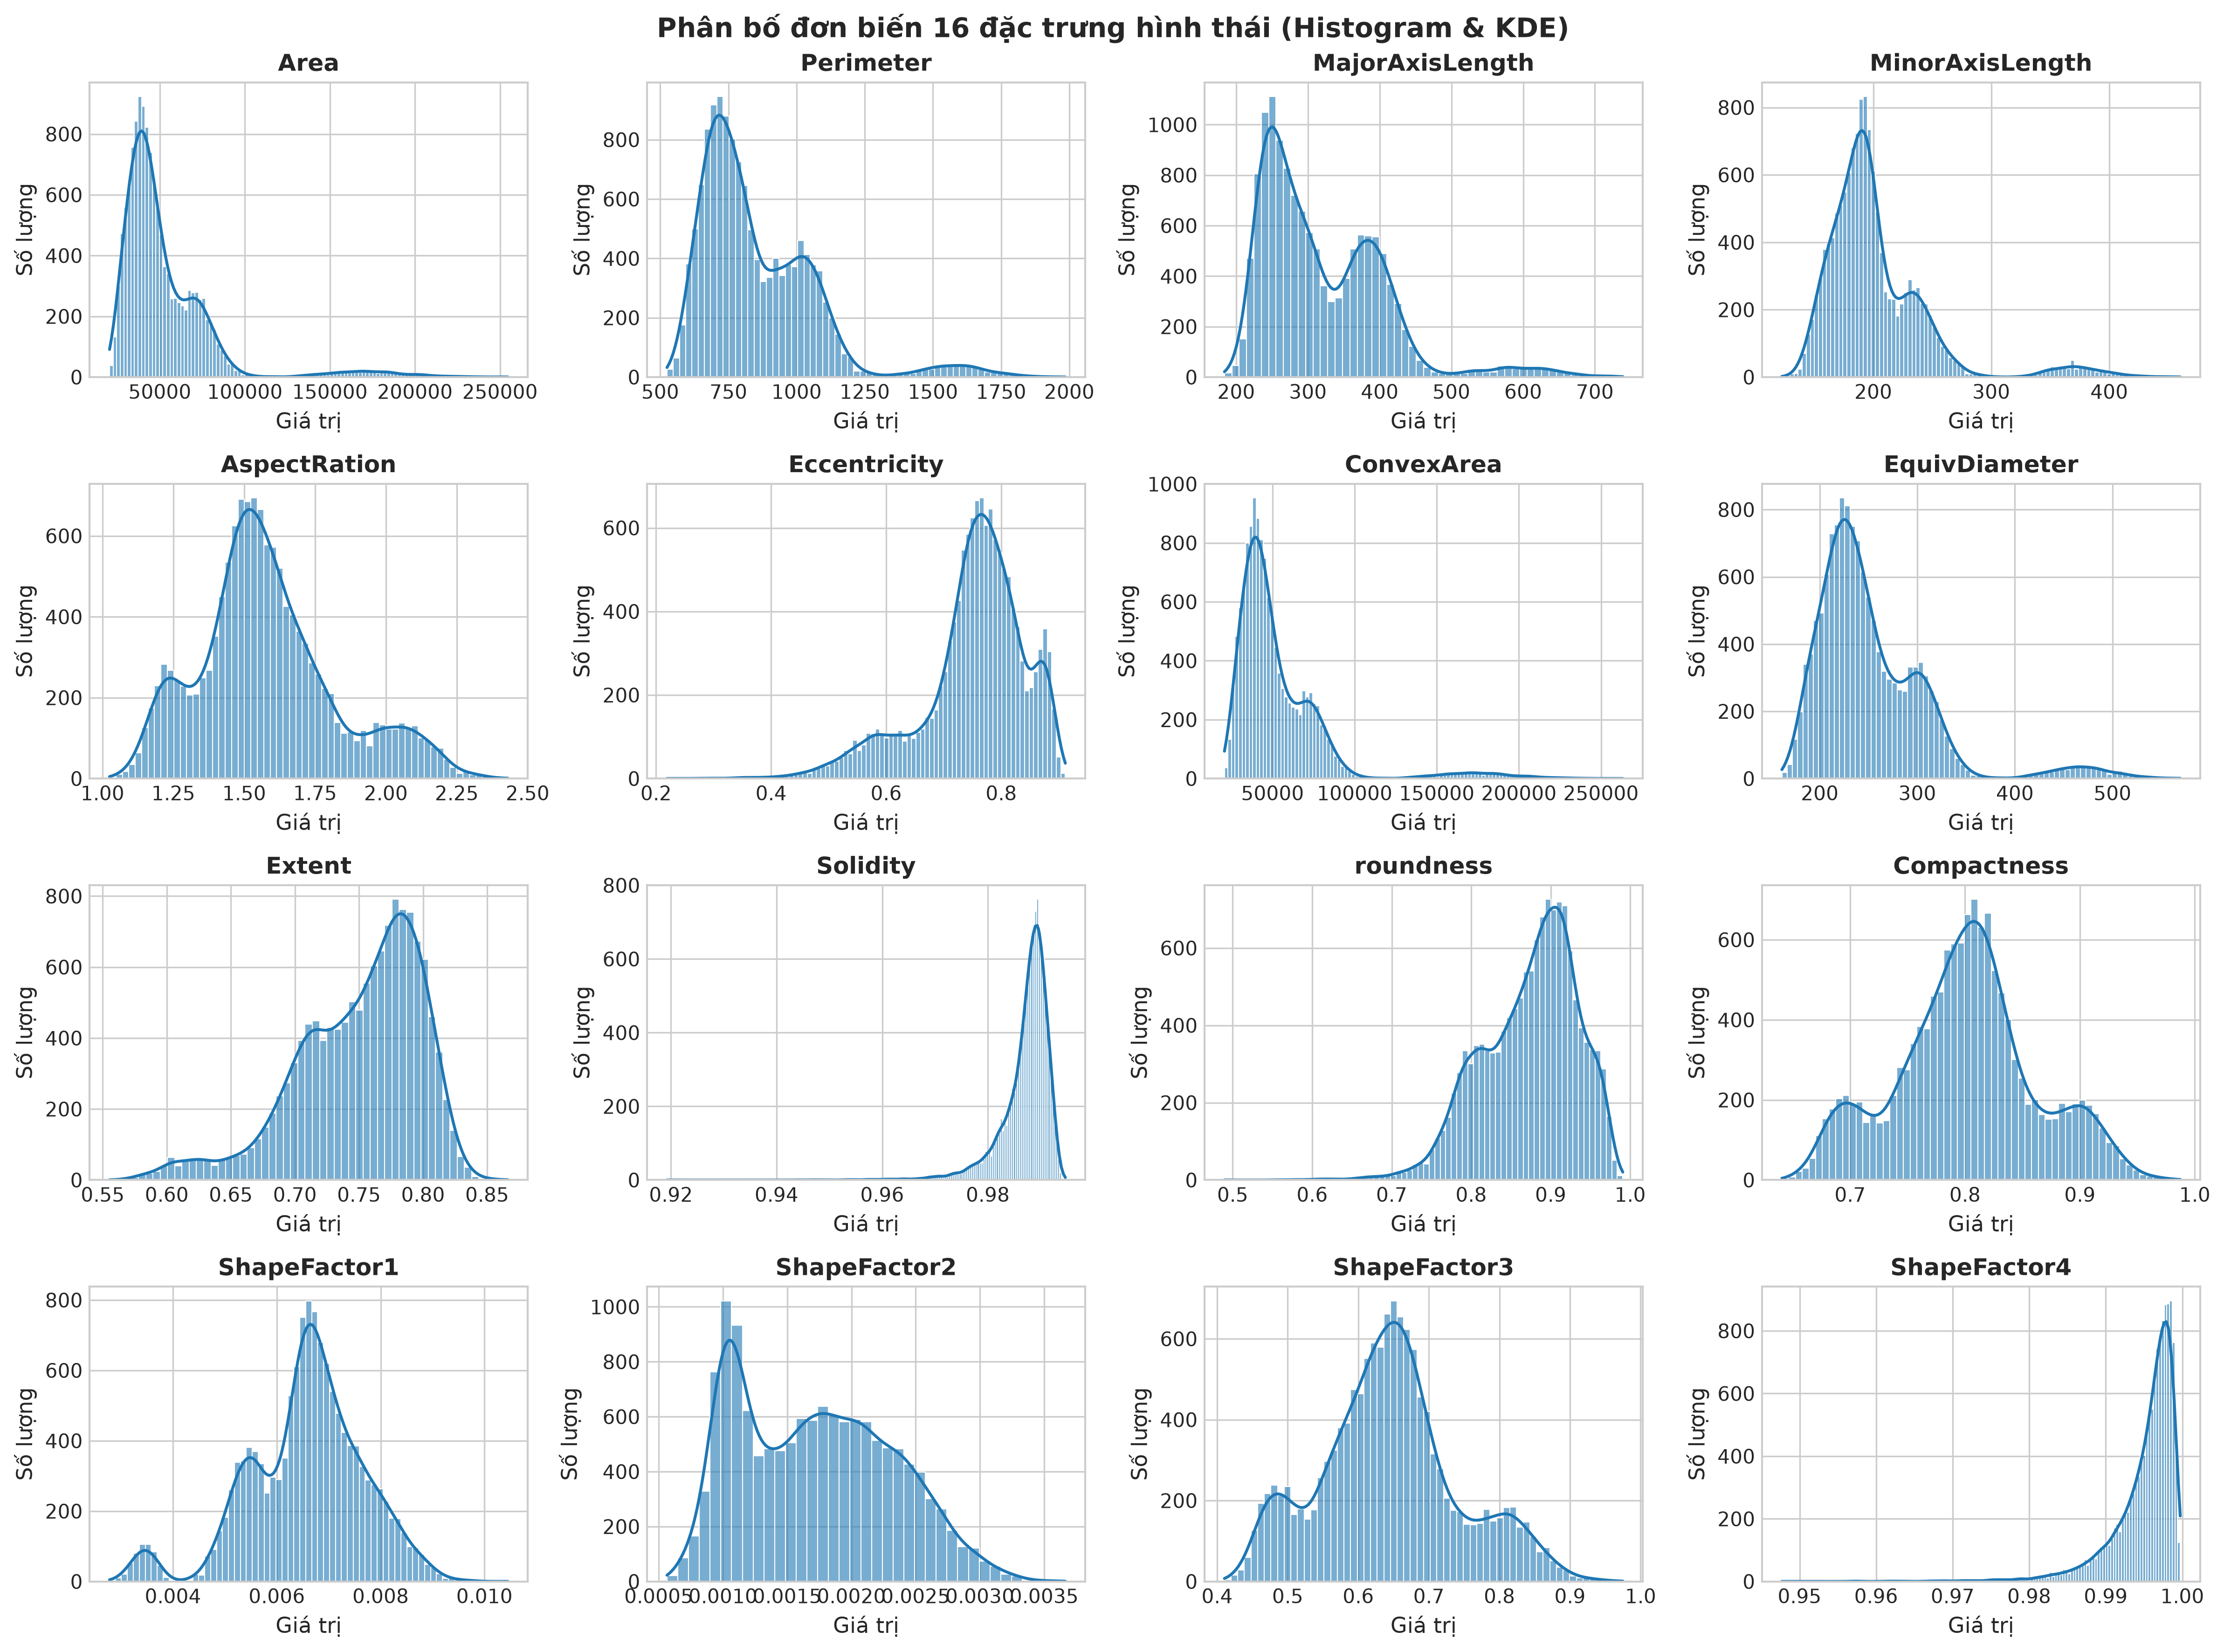 Phân bố đơn biến 16 đặc trưng hình thái (Histogram & KDE)
Area
Perimeter
MajorAxisLength
MinorAxisLength
Số lượng
0 200 400 600 800
50000 100000 150000 200000 250000
Giá trị
Số lượng
0 200 400 600 800
500 750 1000 1250 1500 1750 2000
Giá trị
Số lượng
0 200 400 600 800 1000
200 300 400 500 600 700
Giá trị
Số lượng
0 200 400 600 800
200 300 400
Giá trị
AspectRation
Eccentricity
ConvexArea
EquivDiameter
Số lượng
0 200 400 600
1.00 1.25 1.50 1.75 2.00 2.25 2.50
Giá trị
Số lượng
0 200 400 600
0.2 0.4 0.6 0.8
Giá trị
Số lượng
0 200 400 600 800 1000
50000 100000 150000 200000 250000
Giá trị
Số lượng
0 200 400 600 800
200 300 400 500
Giá trị
Extent
Solidity
roundness
Compactness
Số lượng
0 200 400 600 800
0.55 0.60 0.65 0.70 0.75 0.80 0.85
Giá trị
Số lượng
0 200 400 600 800
0.92 0.94 0.96 0.98
Giá trị
Số lượng
0 200 400 600
0.5 0.6 0.7 0.8 0.9 1.0
Giá trị
Số lượng
0 200 400 600
0.7 0.8 0.9 1.0
Giá trị
ShapeFactor1
ShapeFactor2
ShapeFactor3
ShapeFactor4
Số lượng
0 200 400 600 800
0.004 0.006 0.008 0.010
Giá trị
Số lượng
0 200 400 600 800 1000
0.0005 0.0010 0.0015 0.0020 0.0025 0.0030 0.0035
Giá trị
Số lượng
0 200 400 600
0.4 0.5 0.6 0.7 0.8 0.9 1.0
Giá trị
Số lượng
0 200 400 600 800
0.95 0.96 0.97 0.98 0.99 1.00
Giá trị